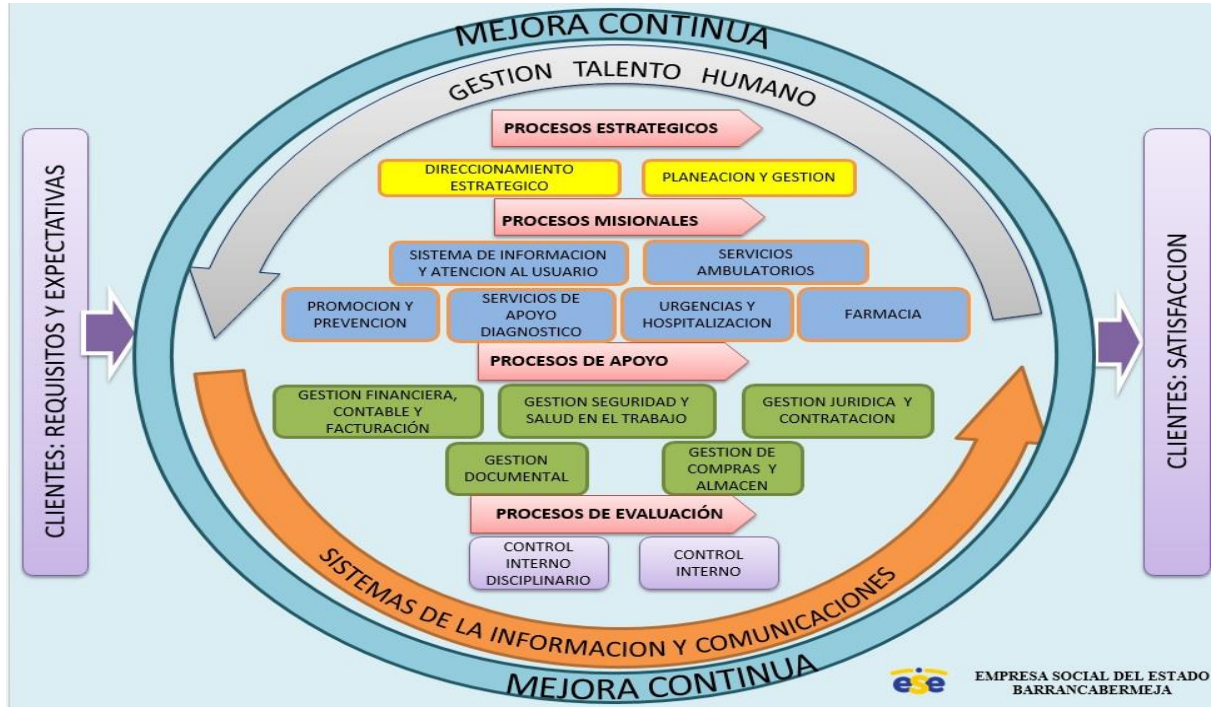 MEJORA CONTINUA
GESTION TALENTO HUMANO
CLIENTES: REQUISITOS Y EXPECTATIVAS
PROCESOS ESTRATEGICOS
DIRECCIONAMIENTO
ESTRATEGICO
PLANEACION Y GESTION
PROCESOS MISIONALES
SISTEMA DE INFORMACION
Y ATENCION AL USUARIO
SERVICIOS
AMBULATORIOS
PROMOCION Y
PREVENCION
SERVICIOS DE
APOYO
DIAGNOSTICO
URGENCIAS Y
HOSPITALIZACION
FARMACIA
PROCESOS DE APOYO
GESTION FINANCIERA,
CONTABLE Y
FACTURACIÓN
GESTION SEGURIDAD Y
SALUD EN EL TRABAJO
GESTION JURIDICA Y
CONTRATACION
GESTION
DOCUMENTAL
GESTION DE
COMPRAS Y
ALMACEN
PROCESOS DE EVALUACIÓN
CONTROL
INTERNO
DISCIPLINARIO
CONTROL
INTERNO
SISTEMAS DE LA INFORMACION Y COMUNICACIONES
MEJORA CONTINUA
CLIENTES: SATISFACCION
ese
EMPRESA SOCIAL DEL ESTADO
BARRANCABERMEJA